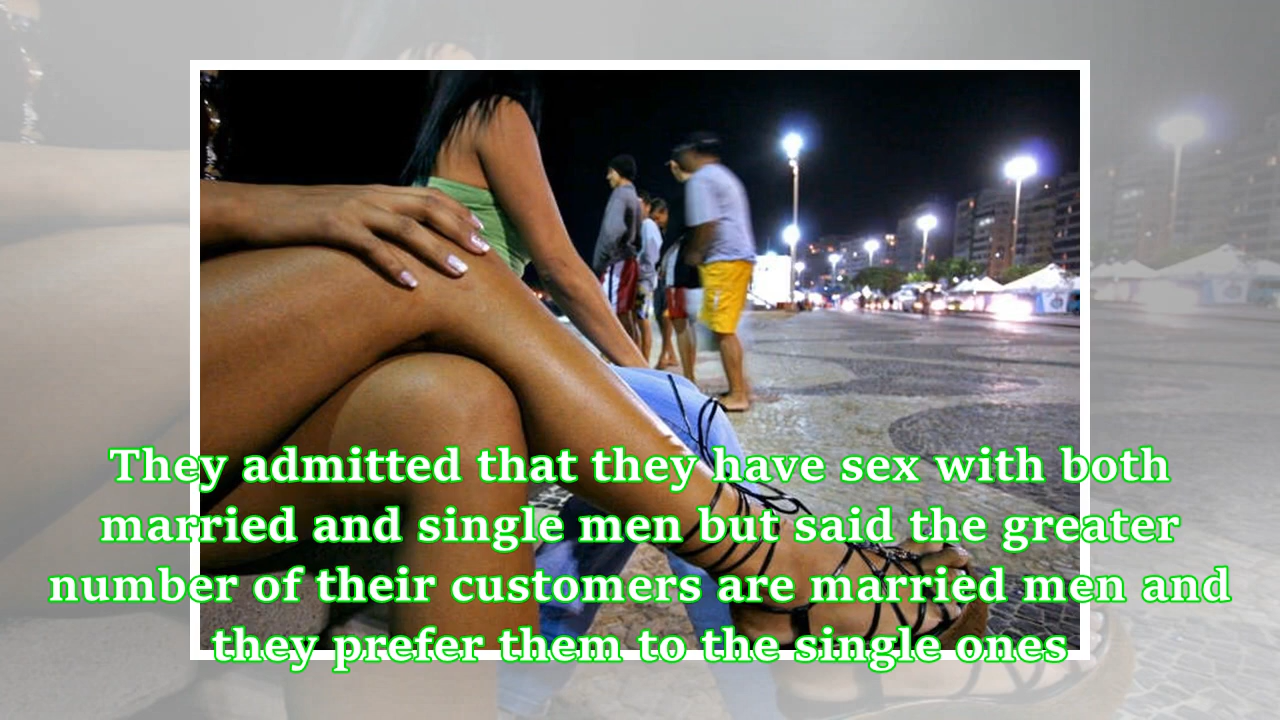 They admitted that they have sex with both
married and single men but said the greater
number of their customers are married men and
they prefer them to the single ones